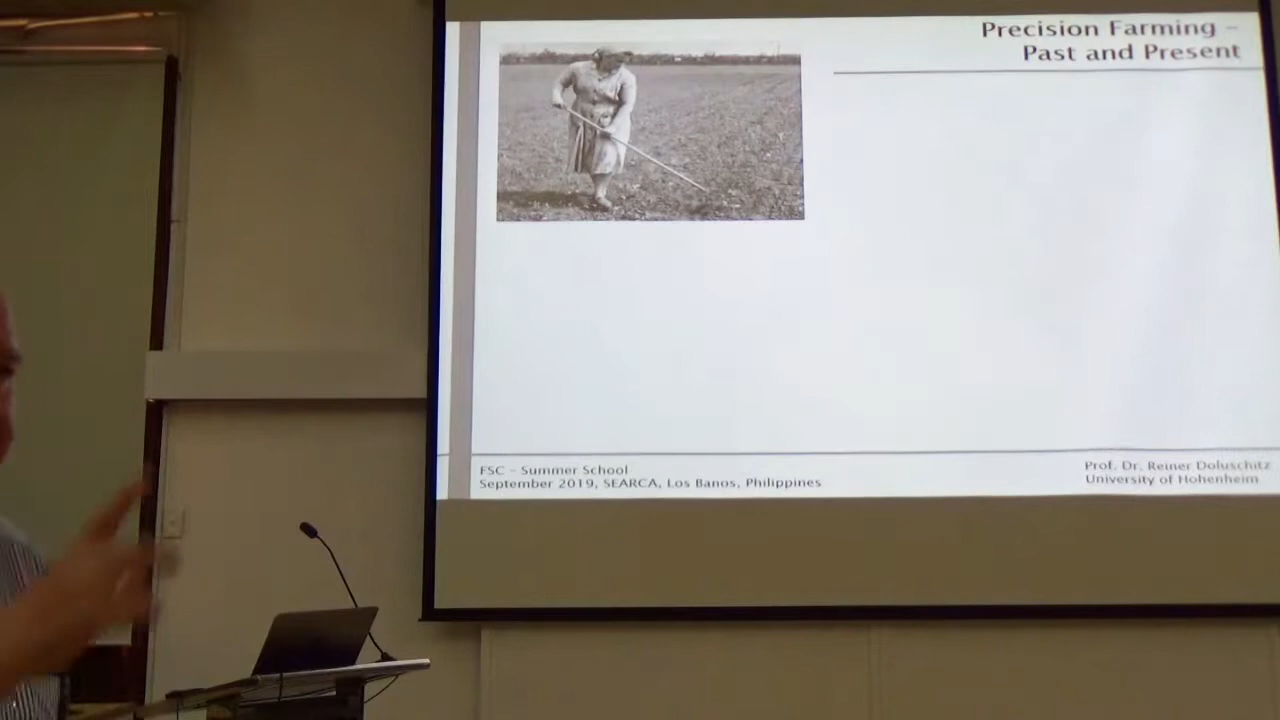 Precision Farming –
Past and Present
FSC – Summer School
September 2019, SEARCA, Los Banos, Philippines
Prof. Dr. Reiner Doluschitz
University of Hohenheim